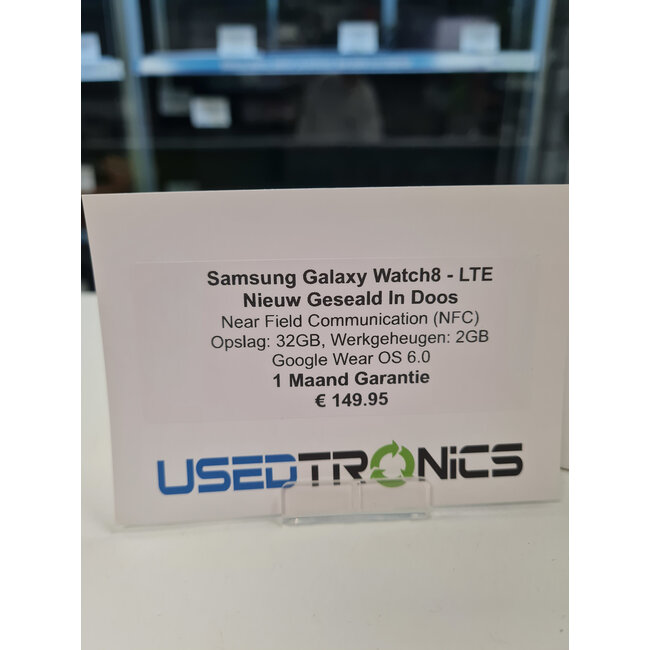 Samsung Galaxy Watch8 - LTE
Nieuw Geseald In Doos
Near Field Communication (NFC)
Opslag: 32GB, Werkgeheugen: 2GB
Google Wear OS 6.0
1 Maand Garantie
€ 149.95
USEDTRONiCS